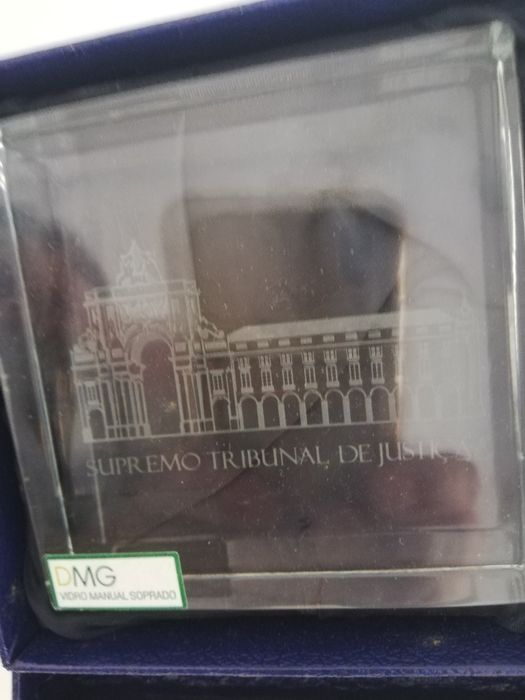 SUPREMO TRIBUNAL DE JUSTIÇA
DMG
VIDRO MANUAL SOPRADO